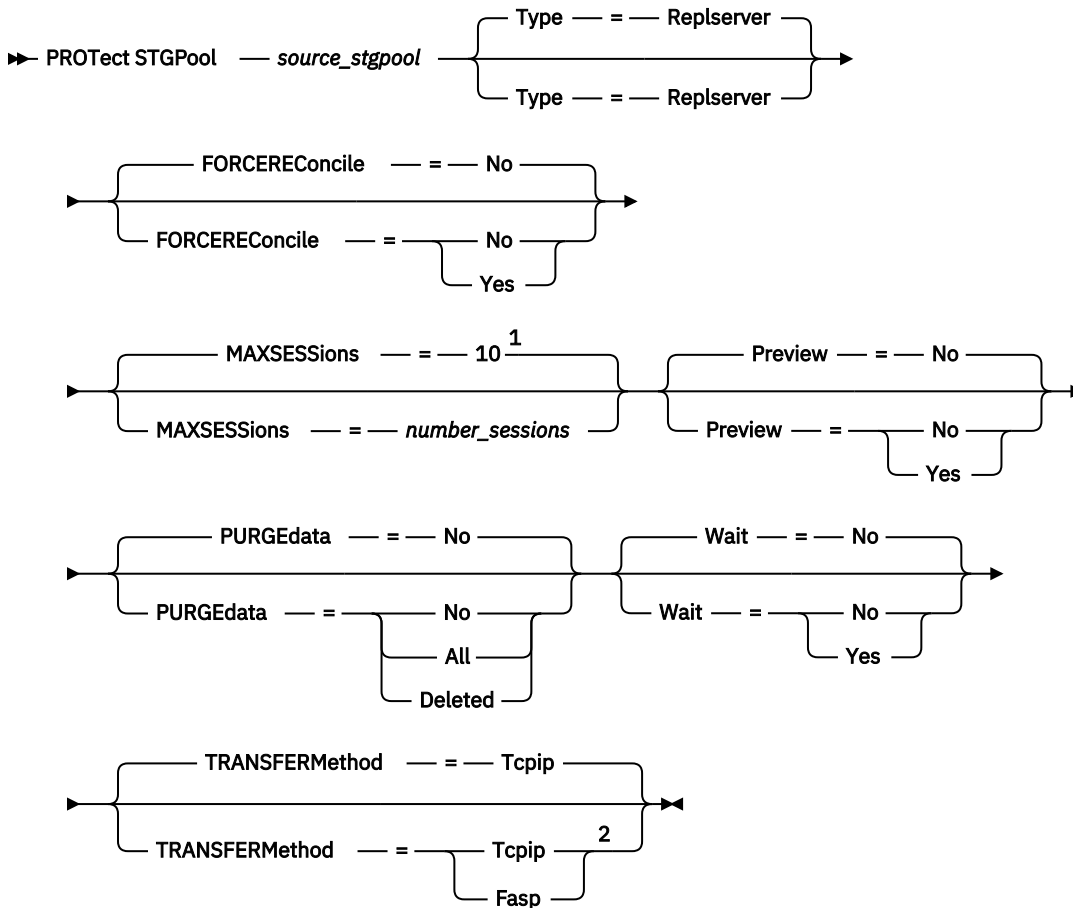 Type = Replserver
PROTect STGPool source_stgpool
Type = Replserver
FORCEREConcile = No
FORCEREConcile = No
Yes
MAXSESSions = 10 1
Preview = No
MAXSESSions = number_sessions
Preview = No
Yes
PURGEdata = No
Wait = No
PURGEdata = No
Wait = No
All
Yes
Deleted
TRANSFERMethod = Tcpip
TRANSFERMethod = Tcpip 2
Fasp